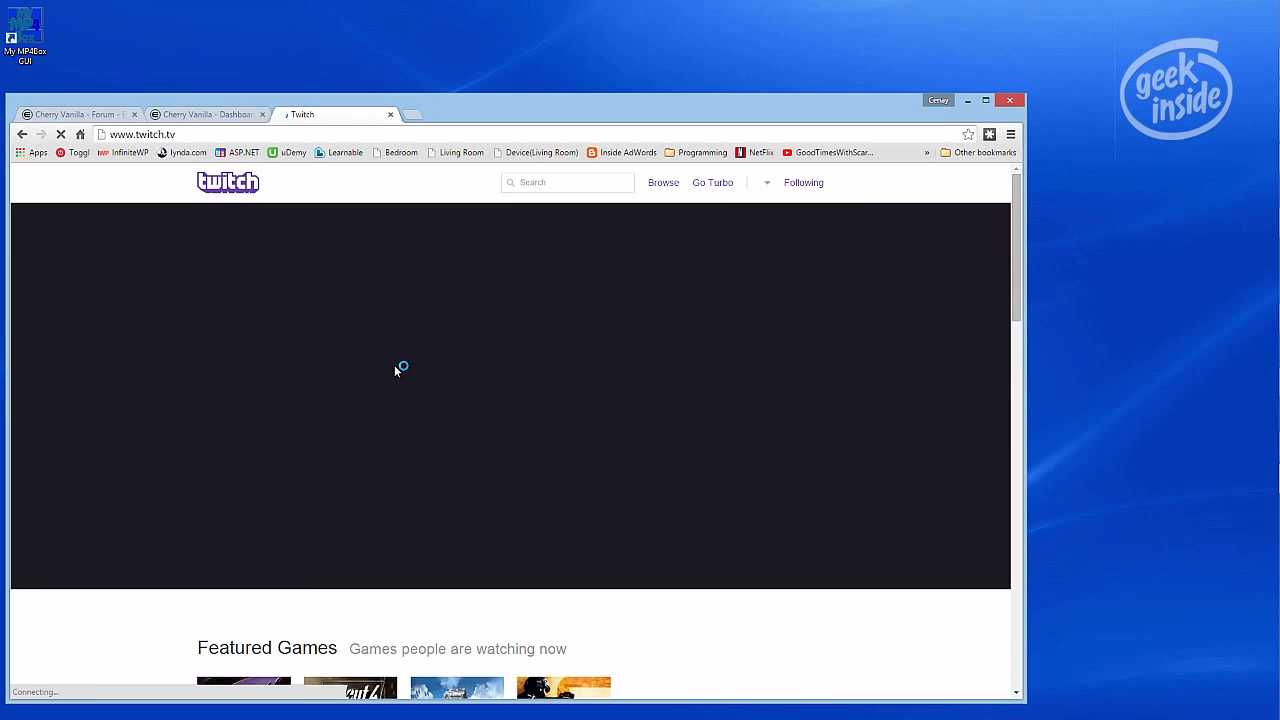 My MP4Box
GUI
geek
inside
Cenay
Cherry Vanilla - Forum - E
Cherry Vanilla - Dashboar
Twitch
www.twitch.tv
Apps Toggl InfiniteWP lynda.com ASP.NET uDemy Learnable Bedroom Living Room Device(Living Room) Inside AdWords Programming NetFlix GoodTimesWithScar... » Other bookmarks
twitch
Search Browse Go Turbo Following
Featured Games Games people are watching now
Connecting...